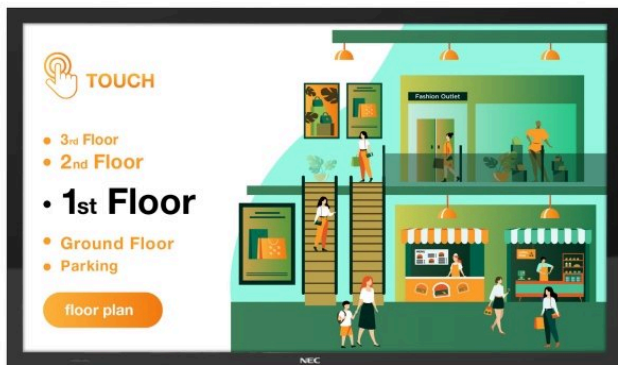 TOUCH
3rd Floor
2nd Floor
1st Floor
Ground Floor
Parking
floor plan
Fashion Outlet
NEC